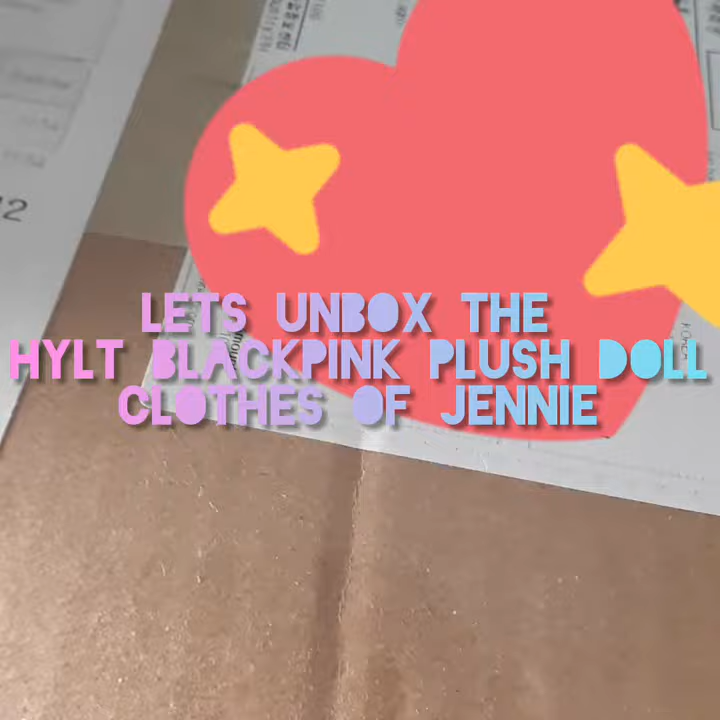 LETS UNBOX THE
HYLT BLACKPINK PLUSH DOLL
CLOTHES OF JENNIE